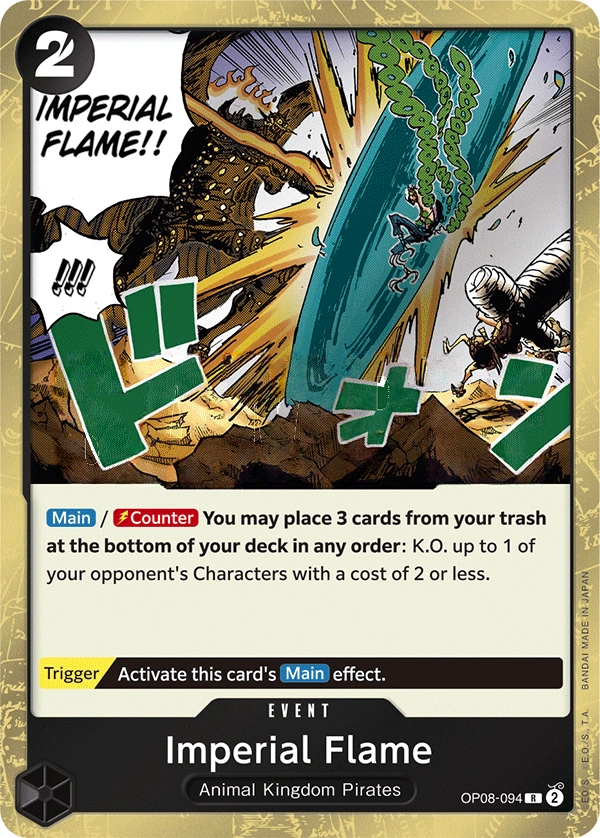 2
IMPERIAL
FLAME!!
!!!
ドオン
Main / Counter You may place 3 cards from your trash
at the bottom of your deck in any order: K.O. up to 1 of
your opponent's Characters with a cost of 2 or less.
Trigger Activate this card's Main effect.
EVENT
Imperial Flame
Animal Kingdom Pirates
OP08-094 R 2
©E.O./S, T.A. BANDAI MADE IN JAPAN